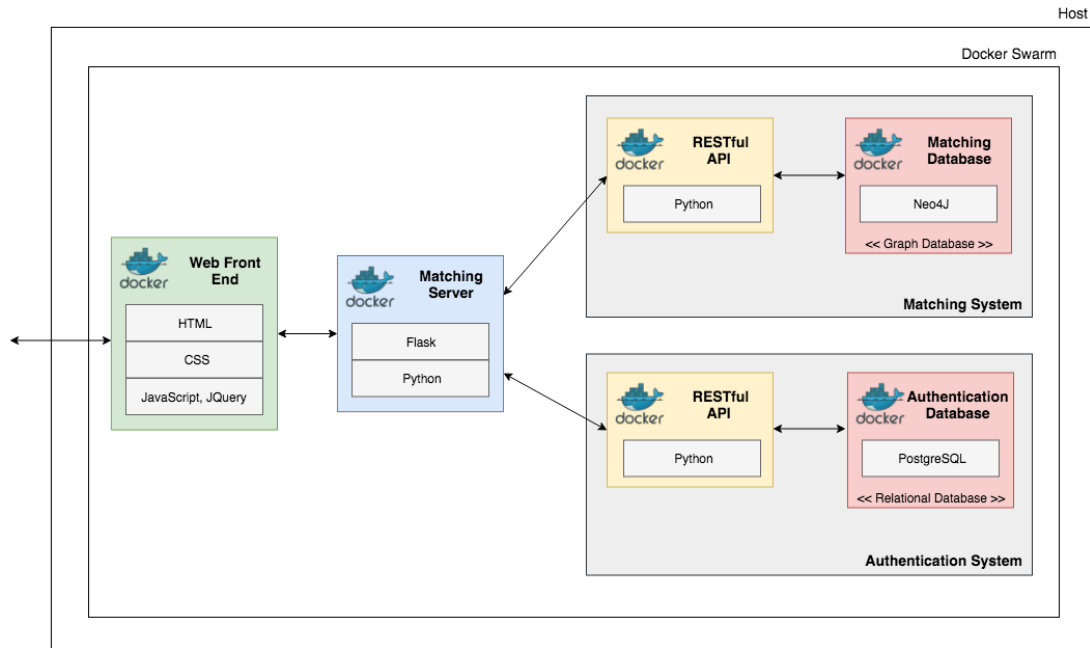 Host
Docker Swarm
docker
RESTful
API
Python
docker
Matching
Database
Neo4J
<< Graph Database >>
Matching System
docker
Web Front
End
HTML
CSS
JavaScript, JQuery
docker
Matching
Server
Flask
Python
docker
RESTful
API
Python
docker
Authentication
Database
PostgreSQL
<< Relational Database >>
Authentication System